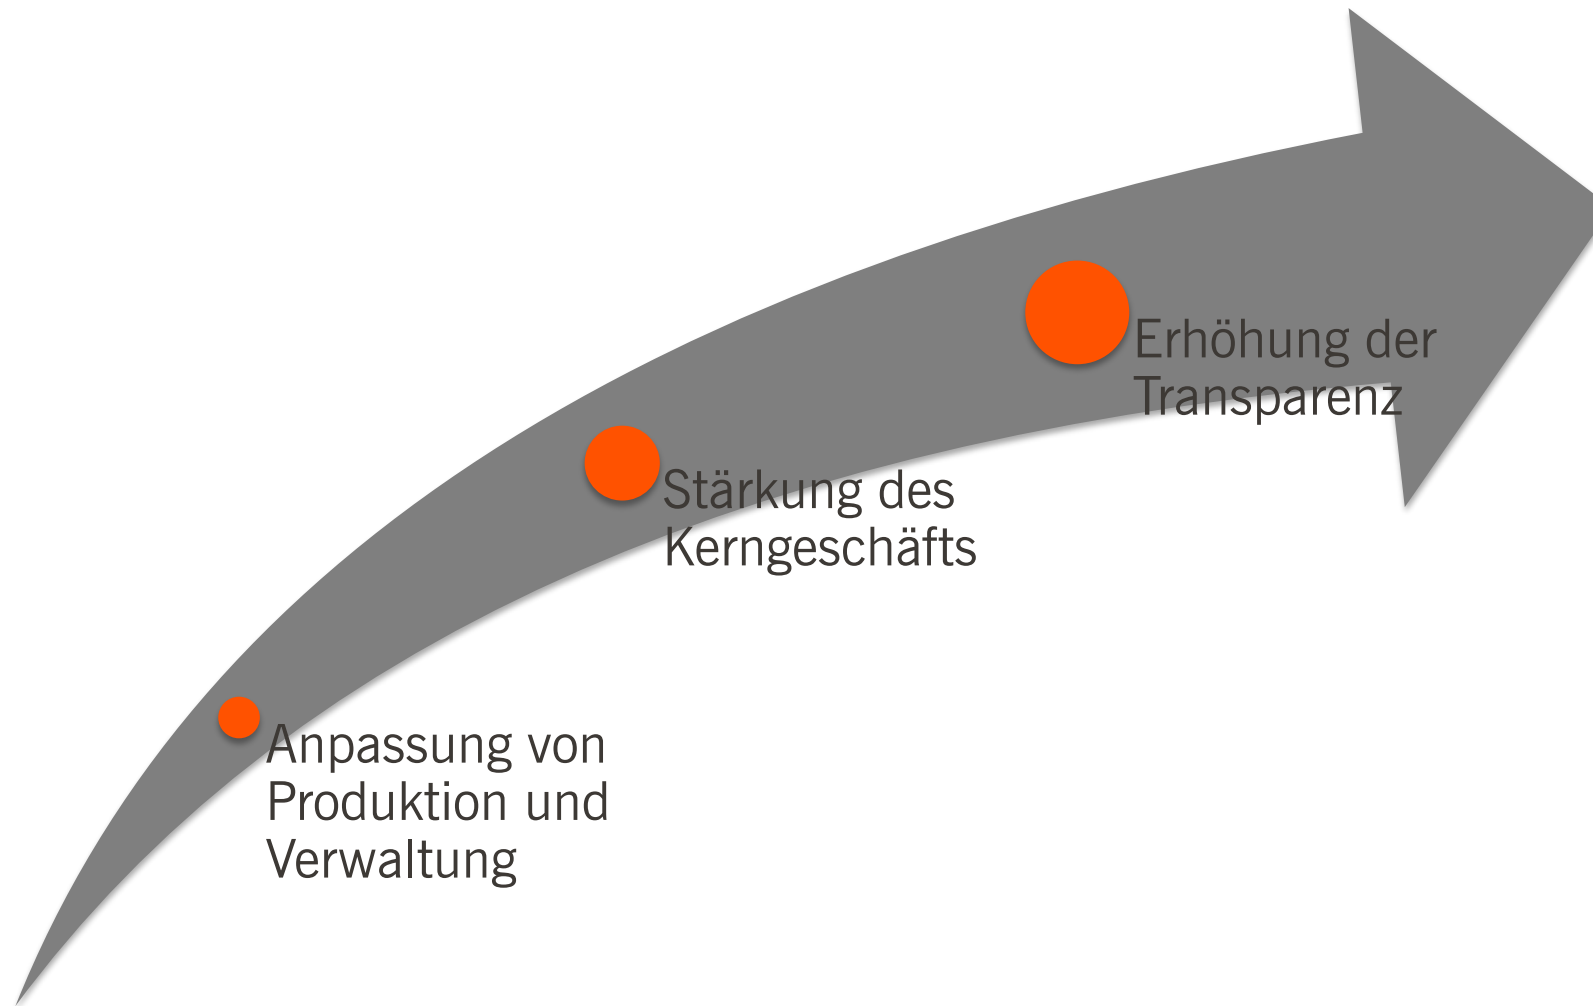 Erhöhung der
Transparenz
Stärkung des
Kerngeschäfts
Anpassung von
Produktion und
Verwaltung